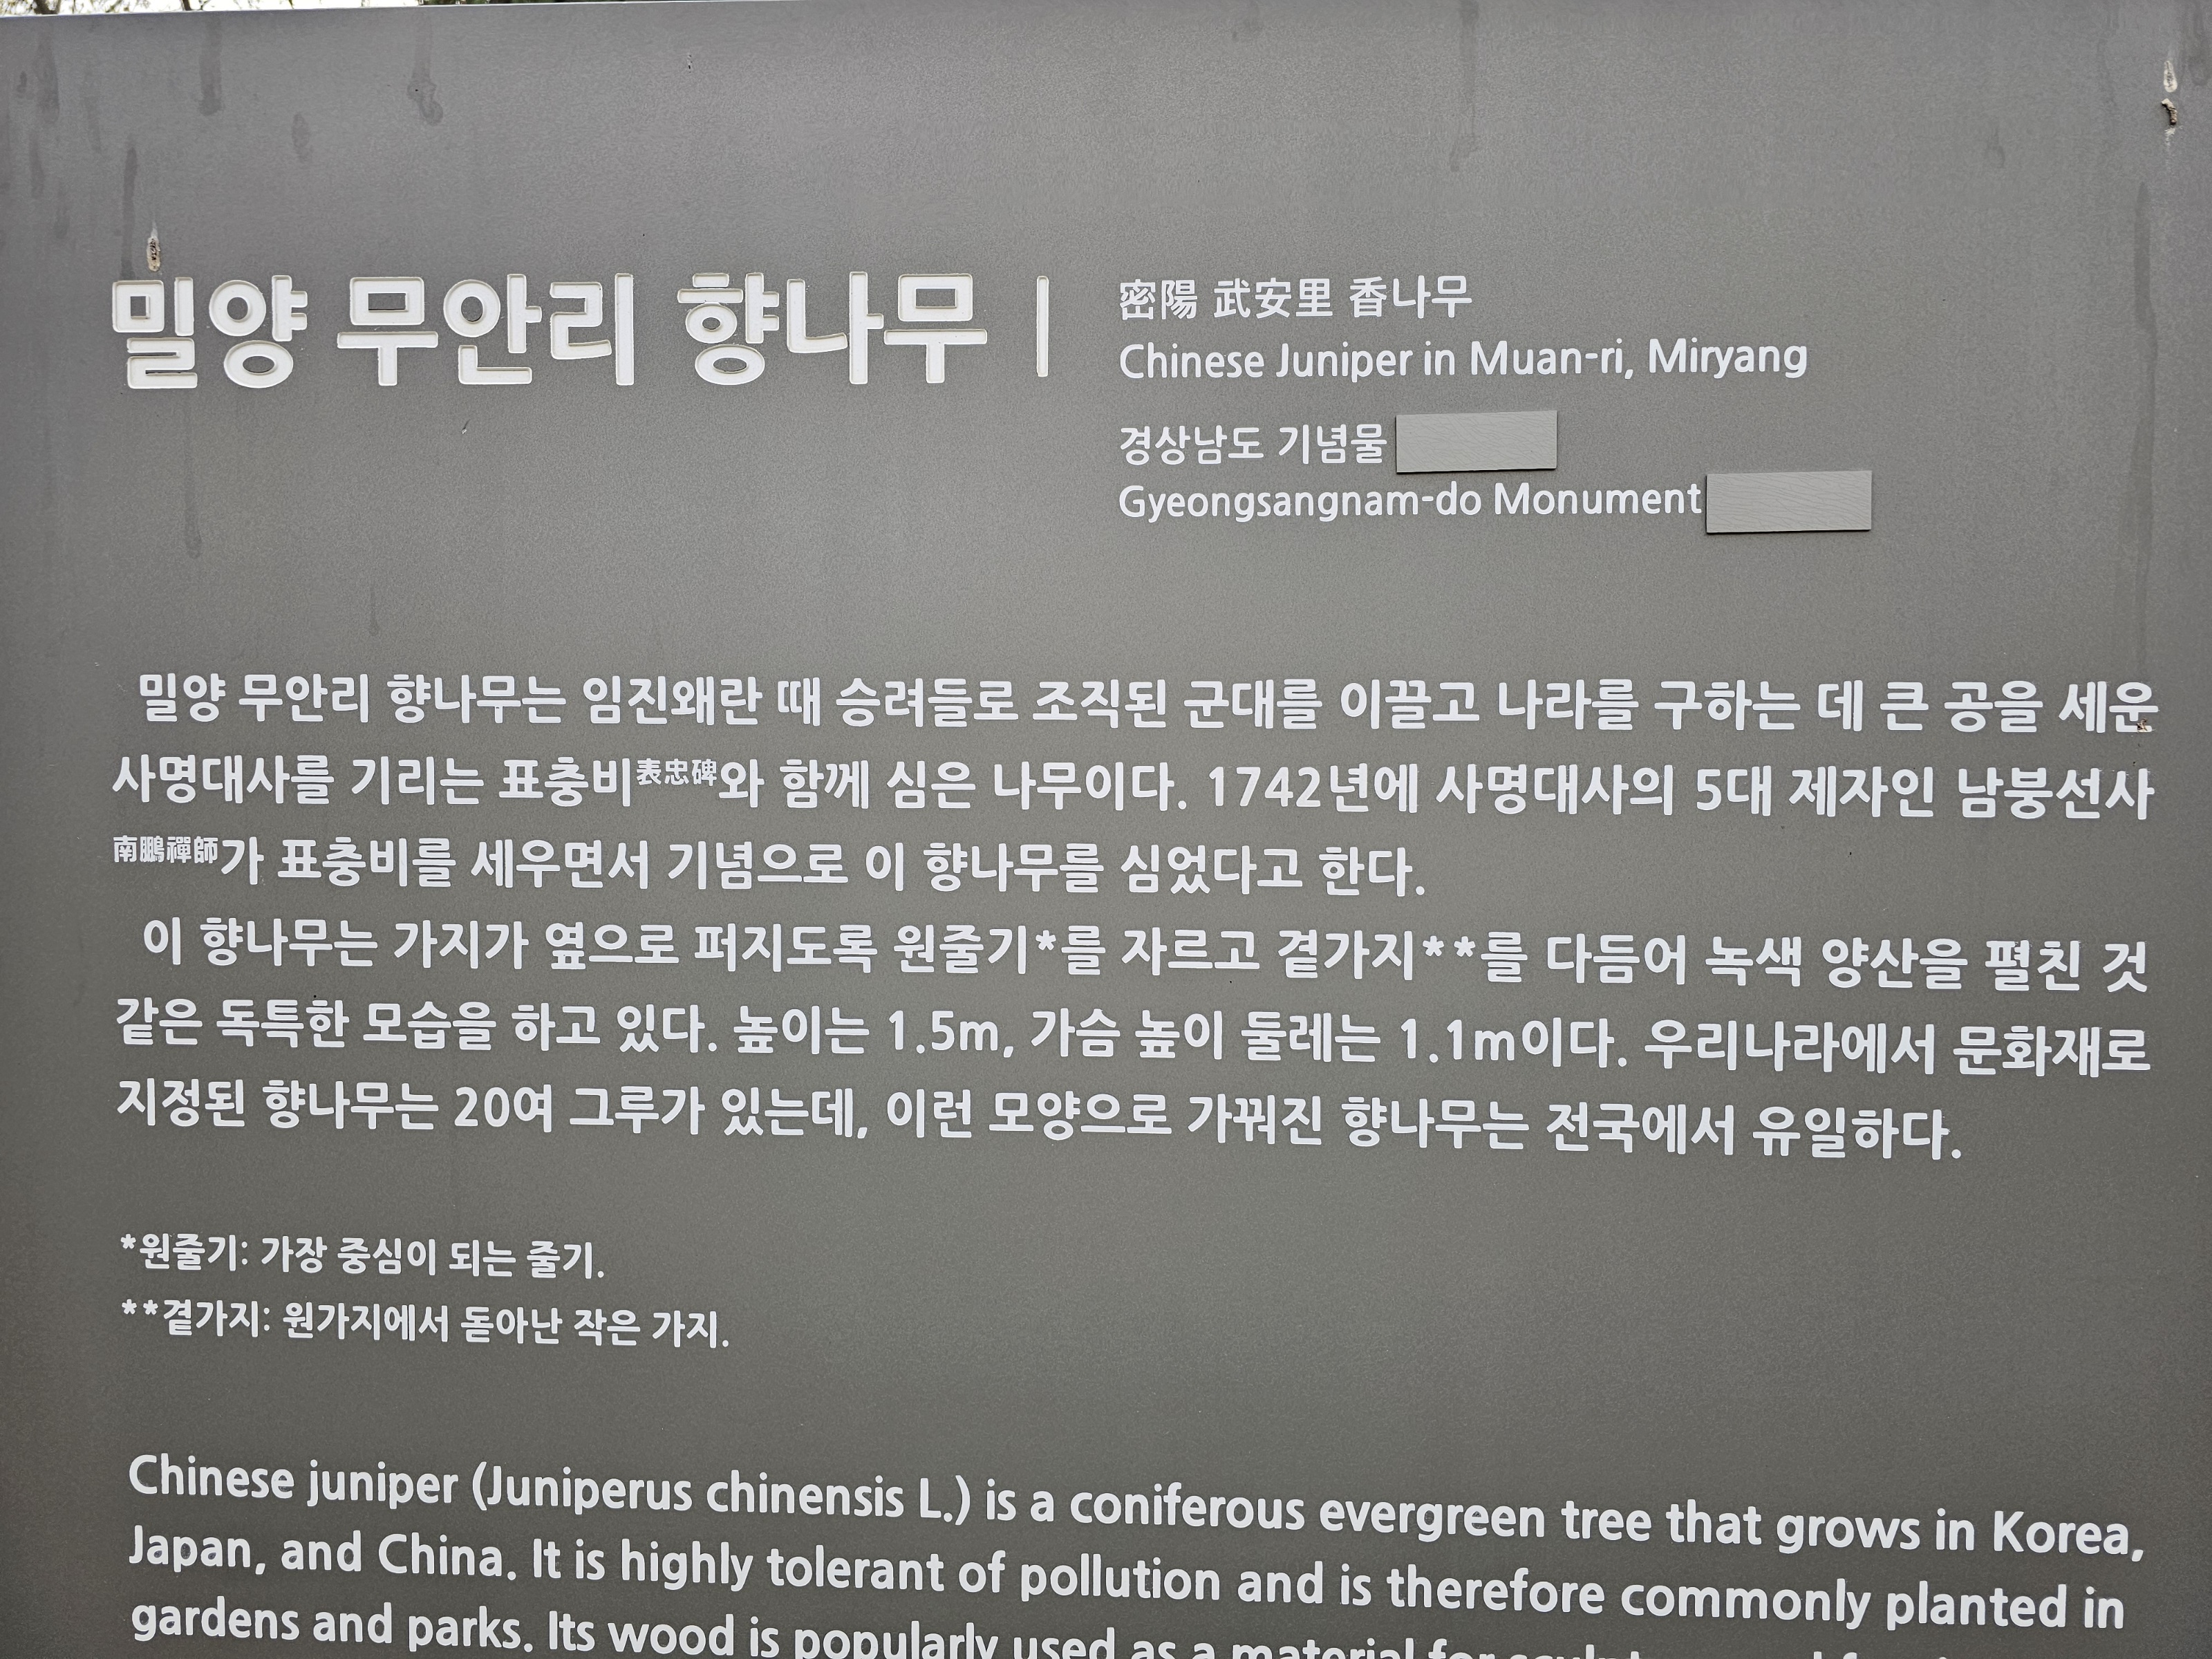 밀양 무안리 향나무
密陽 武安里 香나무
Chinese Juniper in Muan-ri, Miryang
경상남도 기념물
Gyeongsangnam-do Monument
밀양 무안리 향나무는 임진왜란 때 승려들로 조직된 군대를 이끌고 나라를 구하는 데 큰 공을 세운
사명대사를 기리는 표충비表忠碑와 함께 심은 나무이다. 1742년에 사명대사의 5대 제자인 남붕선사
南鵬禪師가 표충비를 세우면서 기념으로 이 향나무를 심었다고 한다.
이 향나무는 가지가 옆으로 퍼지도록 원줄기*를 자르고 곁가지**를 다듬어 녹색 양산을 펼친 것
같은 독특한 모습을 하고 있다. 높이는 1.5m, 가슴 높이 둘레는 1.1m이다. 우리나라에서 문화재로
지정된 향나무는 20여 그루가 있는데, 이런 모양으로 가꿔진 향나무는 전국에서 유일하다.
*원줄기: 가장 중심이 되는 줄기.
**곁가지: 원가지에서 돋아난 작은 가지.
Chinese juniper (Juniperus chinensis L.) is a coniferous evergreen tree that grows in Korea,
Japan, and China. It is highly tolerant of pollution and is therefore commonly planted in
gardens and parks. Its wood is popularly used as a material for